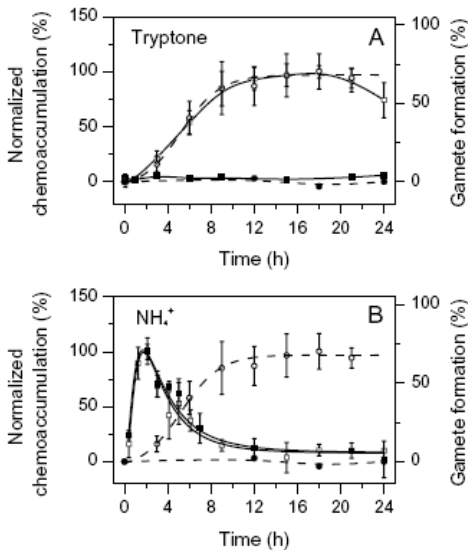 Tryptone
A
Normalized
chemoaccumulation (%)
150
100
50
0
Gamete formation (%)
100
50
0
0 4 8 12 16 20 24
Time (h)
NH₄⁺
B
Normalized
chemoaccumulation (%)
150
100
50
0
Gamete formation (%)
100
50
0
0 4 8 12 16 20 24
Time (h)